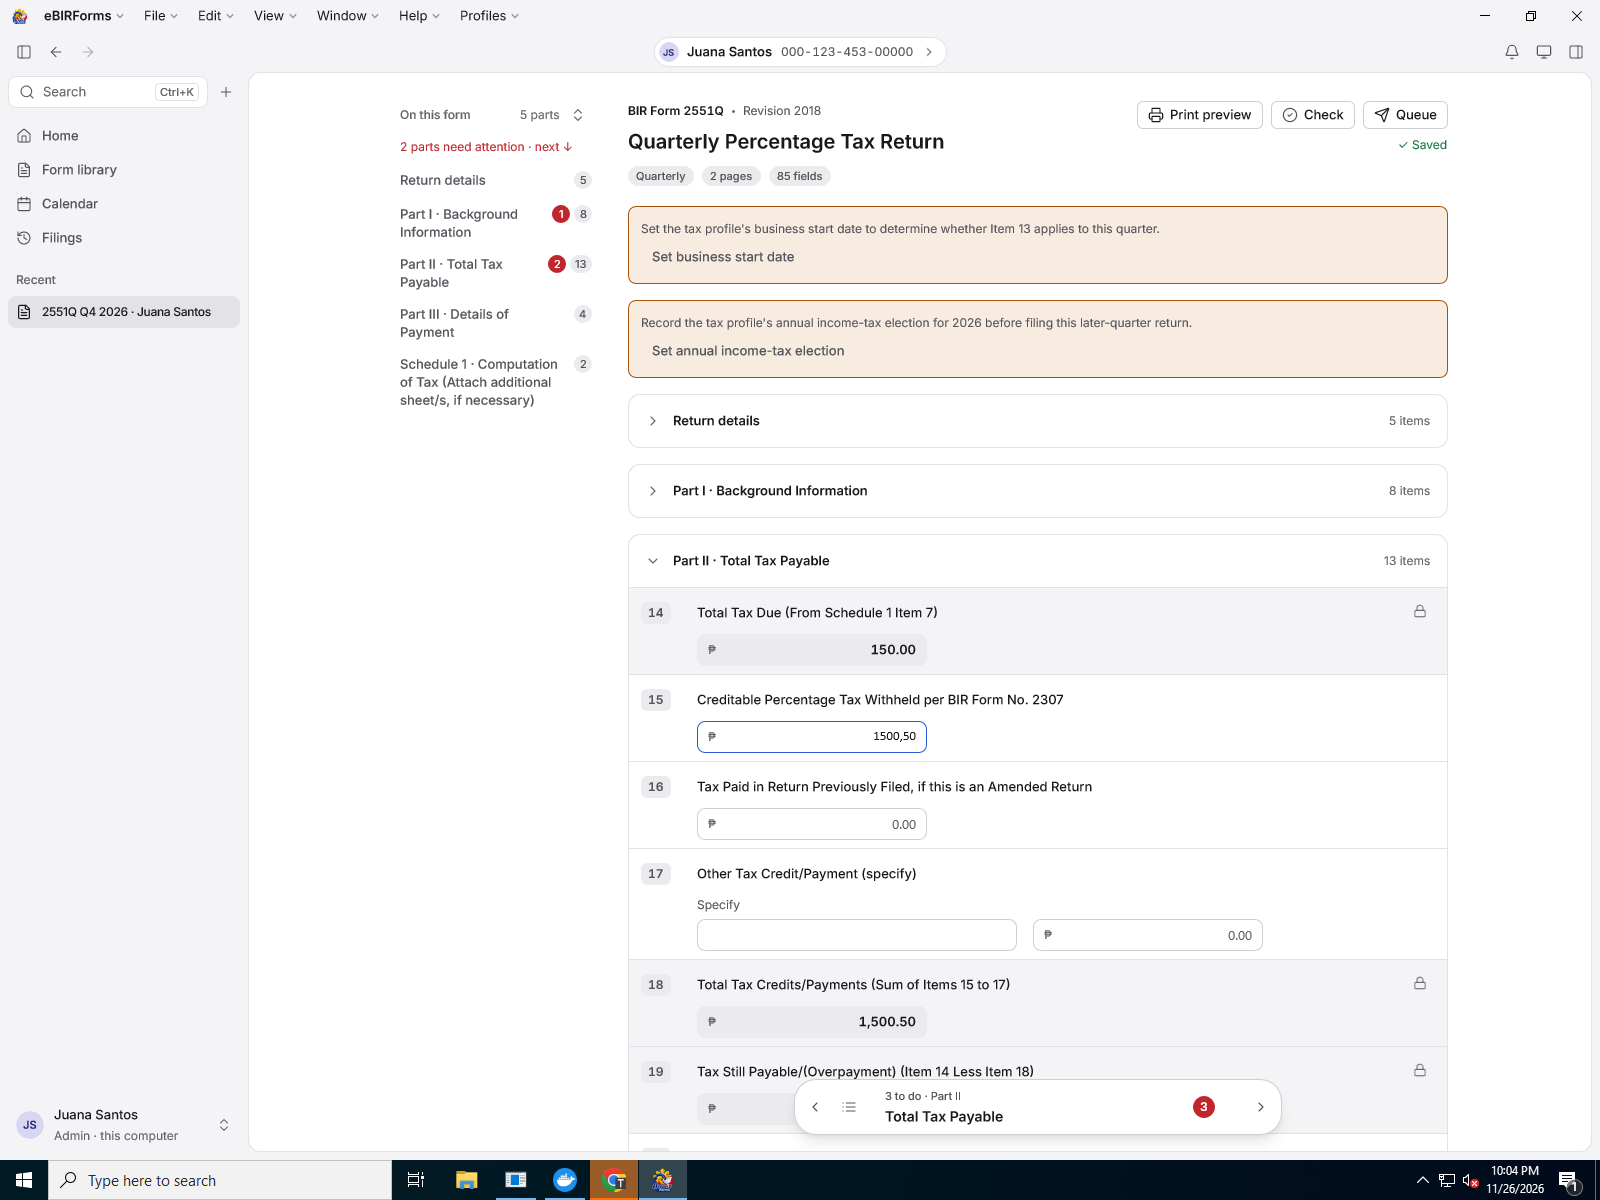 eBIRForms File Edit View Window Help Profiles
JS Juana Santos 000-123-453-00000
Search Ctrl+K
Home
Form library
Calendar
Filings
Recent
2551Q Q4 2026 · Juana Santos
On this form 5 parts
2 parts need attention · next ↓
Return details 5
Part I · Background Information 1 8
Part II · Total Tax Payable 2 13
Part III · Details of Payment 4
Schedule 1 · Computation of Tax (Attach additional sheet/s, if necessary) 2
BIR Form 2551Q • Revision 2018
Quarterly Percentage Tax Return
Quarterly 2 pages 85 fields
Print preview Check Queue
Saved
Set the tax profile's business start date to determine whether Item 13 applies to this quarter.
Set business start date
Record the tax profile's annual income-tax election for 2026 before filing this later-quarter return.
Set annual income-tax election
Return details 5 items
Part I · Background Information 8 items
Part II · Total Tax Payable 13 items
14 Total Tax Due (From Schedule 1 Item 7)
₱ 150.00
15 Creditable Percentage Tax Withheld per BIR Form No. 2307
₱ 1500,50
16 Tax Paid in Return Previously Filed, if this is an Amended Return
₱ 0.00
17 Other Tax Credit/Payment (specify)
Specify
₱ 0.00
18 Total Tax Credits/Payments (Sum of Items 15 to 17)
₱ 1,500.50
19 Tax Still Payable/(Overpayment) (Item 14 Less Item 18)
₱
3 to do · Part II
Total Tax Payable
3
JS Juana Santos
Admin · this computer
Type here to search
10:04 PM
11/26/2026
1